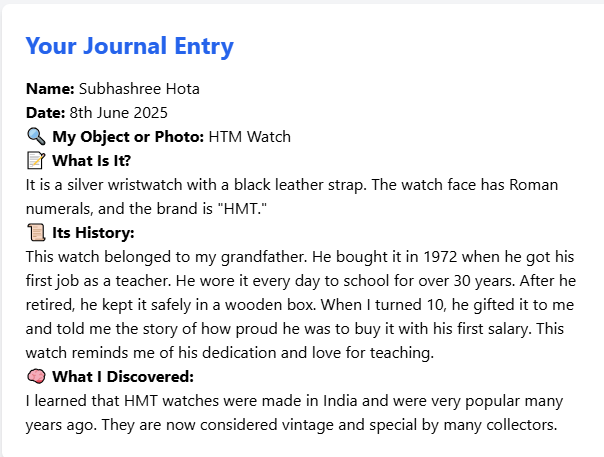 Your Journal Entry
Name: Subhashree Hota
Date: 8th June 2025
🔍 My Object or Photo: HTM Watch
📝 What Is It?
It is a silver wristwatch with a black leather strap. The watch face has Roman
numerals, and the brand is "HMT."
📜 Its History:
This watch belonged to my grandfather. He bought it in 1972 when he got his
first job as a teacher. He wore it every day to school for over 30 years. After he
retired, he kept it safely in a wooden box. When I turned 10, he gifted it to me
and told me the story of how proud he was to buy it with his first salary. This
watch reminds me of his dedication and love for teaching.
🧠 What I Discovered:
I learned that HMT watches were made in India and were very popular many
years ago. They are now considered vintage and special by many collectors.